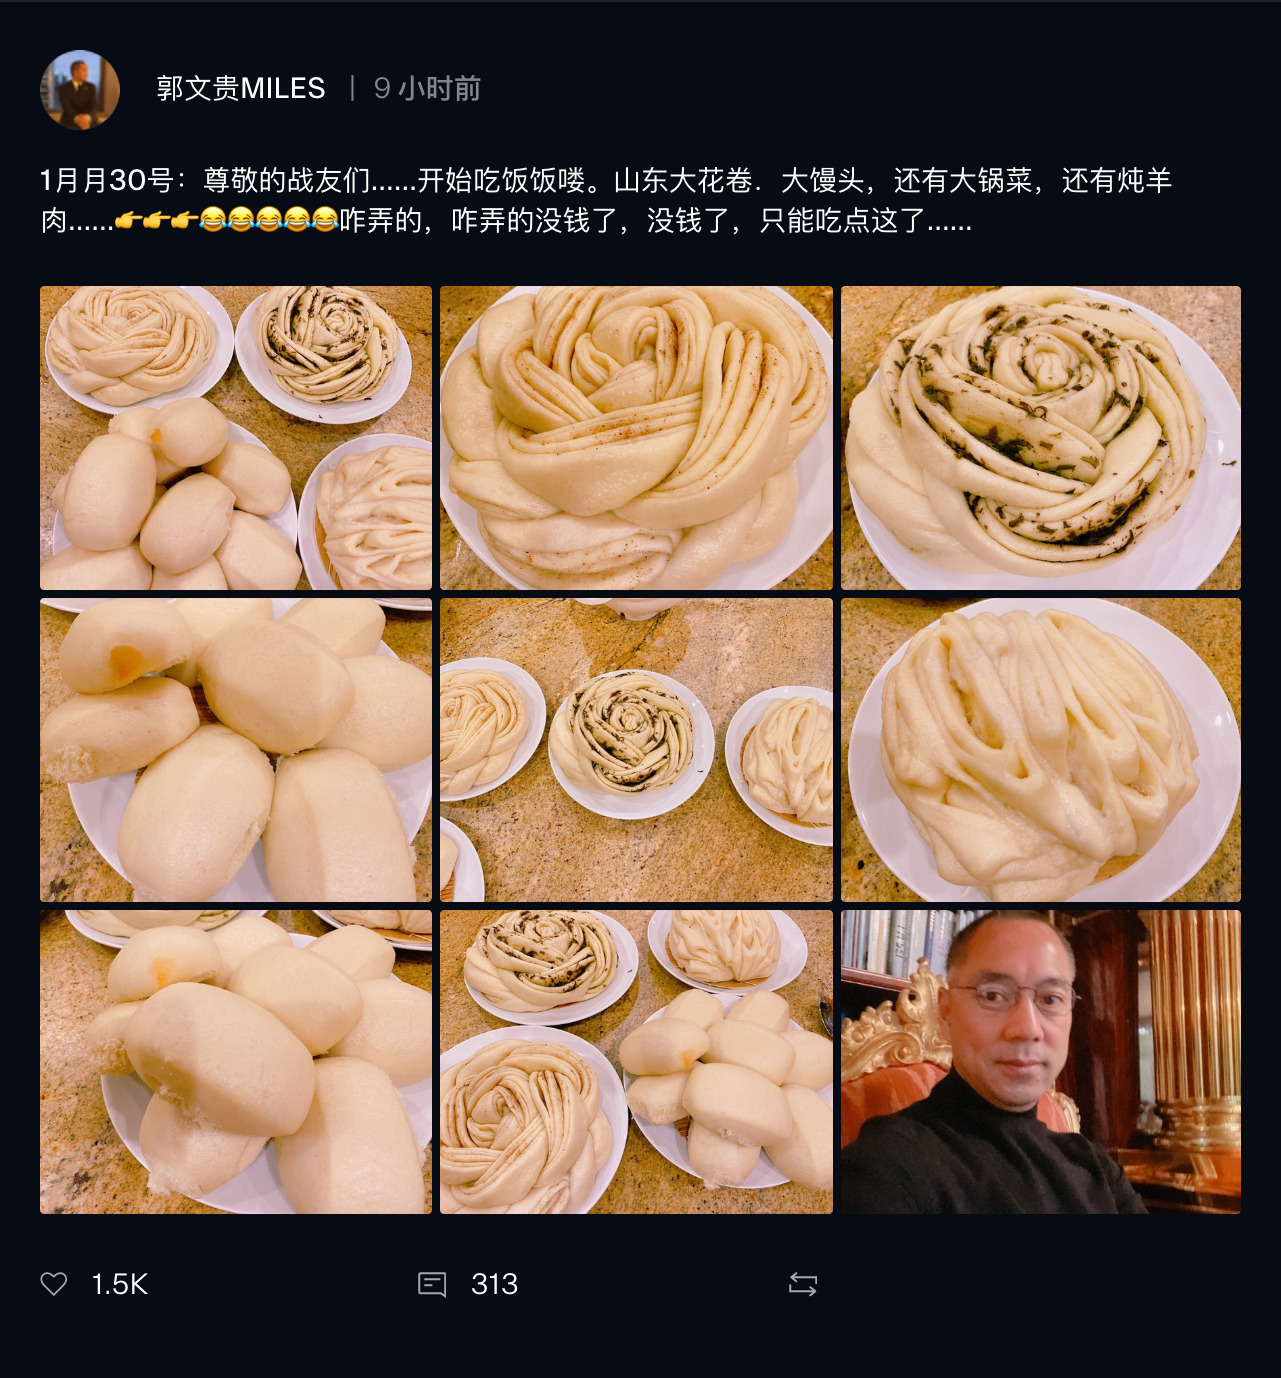 郭文贵MILES | 9 小时前
1月月30号：尊敬的战友们……开始吃饭饭喽。山东大花卷．大馒头，还有大锅菜，还有炖羊
肉……👉👉👉😂😂😂😂😂咋弄的，咋弄的没钱了，没钱了，只能吃点这了……
1.5K 313